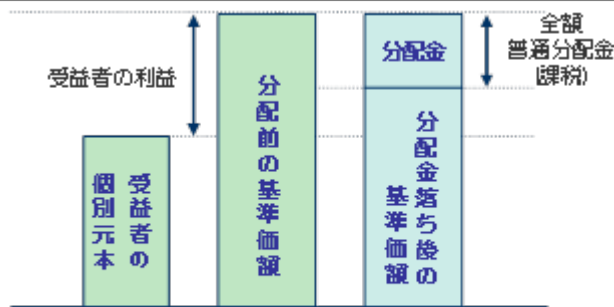 受益者の利益
受益者の
個別元本
分配前の基準価額
分配金
分配金落ち後の
基準価額
全額
普通分配金
(課税)